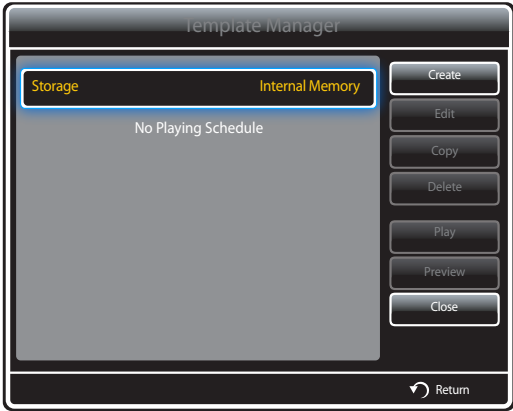 Template Manager
Storage Internal Memory
No Playing Schedule
Create
Edit
Copy
Delete
Play
Preview
Close
Return